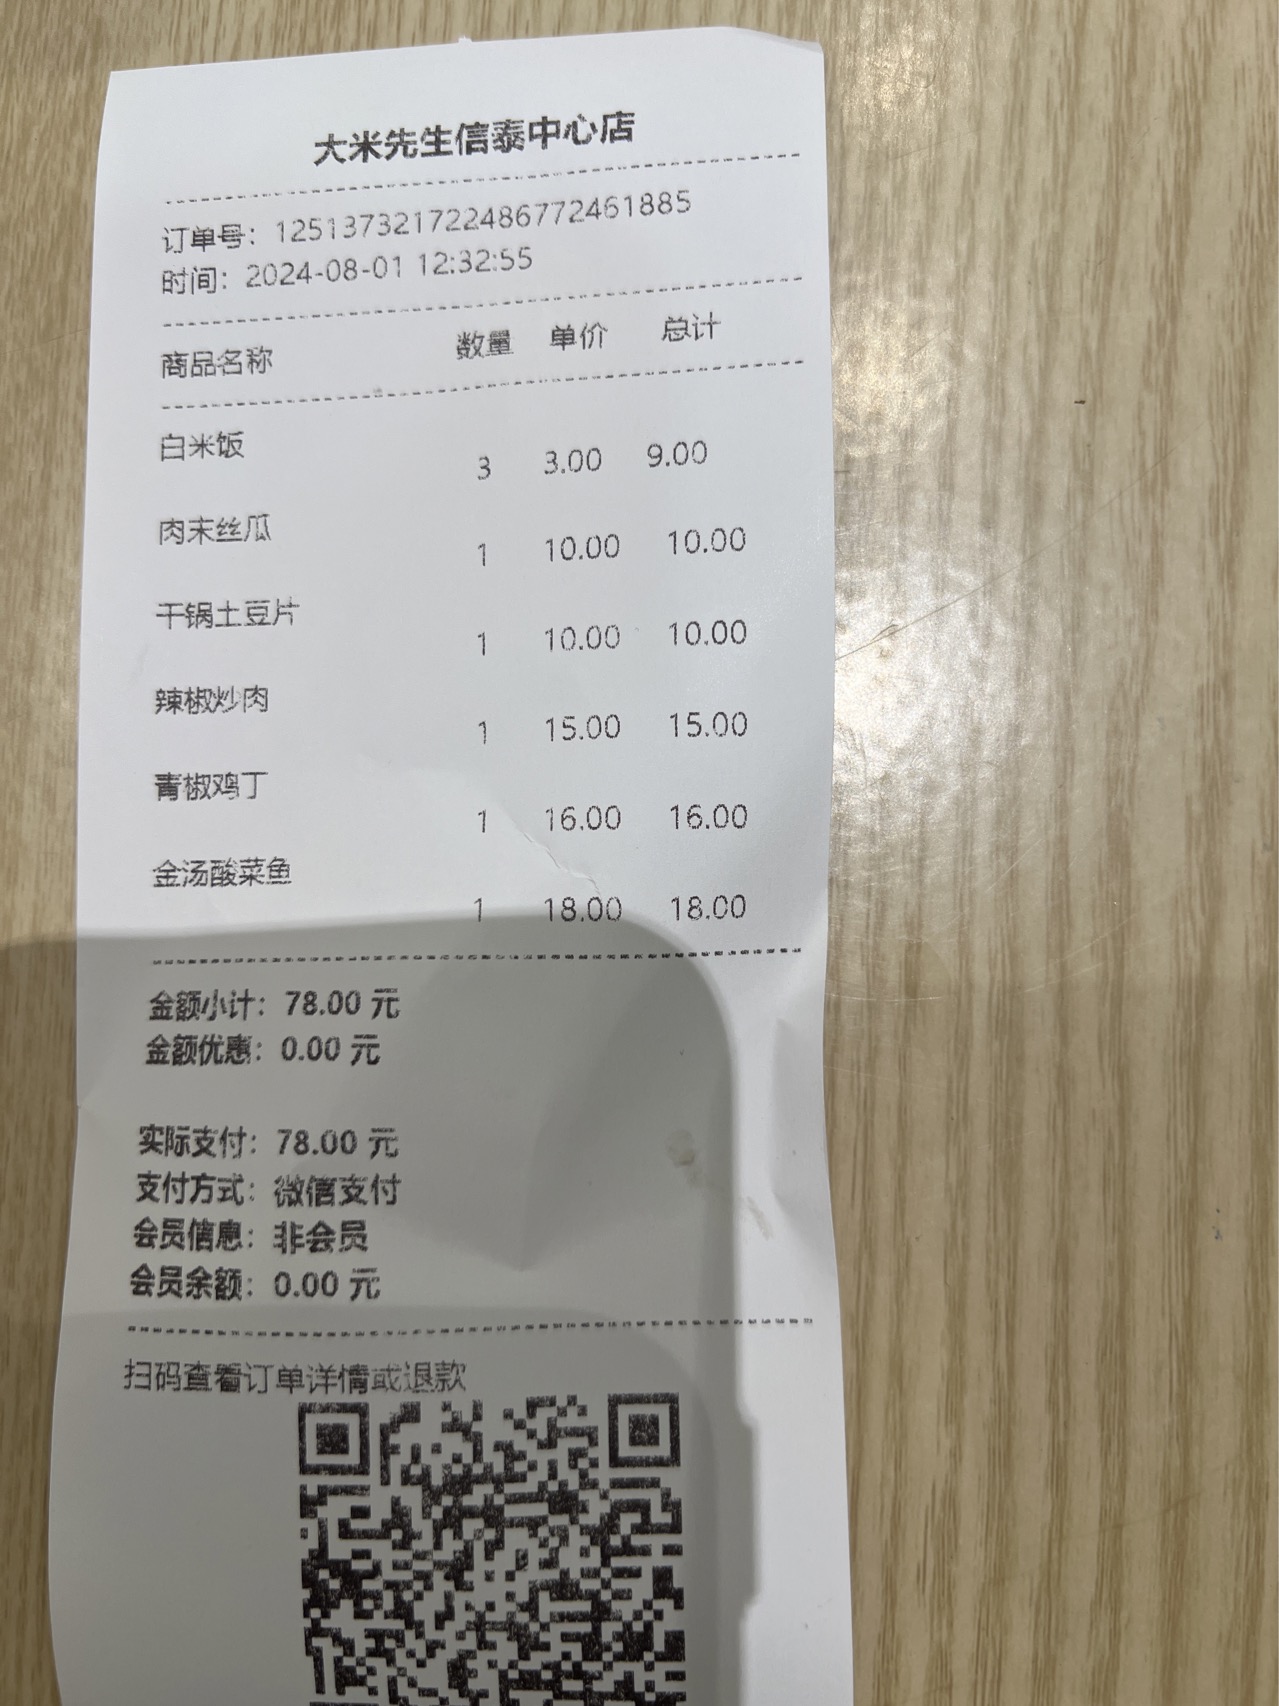 大米先生信泰中心店
订单号：12513732172248677​2461885
时间：2024-08-01 12:32:55
商品名称 数量 单价 总计
白米饭
3 3.00 9.00
肉末丝瓜
1 10.00 10.00
干锅土豆片
1 10.00 10.00
辣椒炒肉
1 15.00 15.00
青椒鸡丁
1 16.00 16.00
金汤酸菜鱼
1 18.00 18.00
金额小计：78.00 元
金额优惠：0.00 元
实际支付：78.00 元
支付方式：微信支付
会员信息：非会员
会员余额：0.00 元
扫码查看订单详情或退款